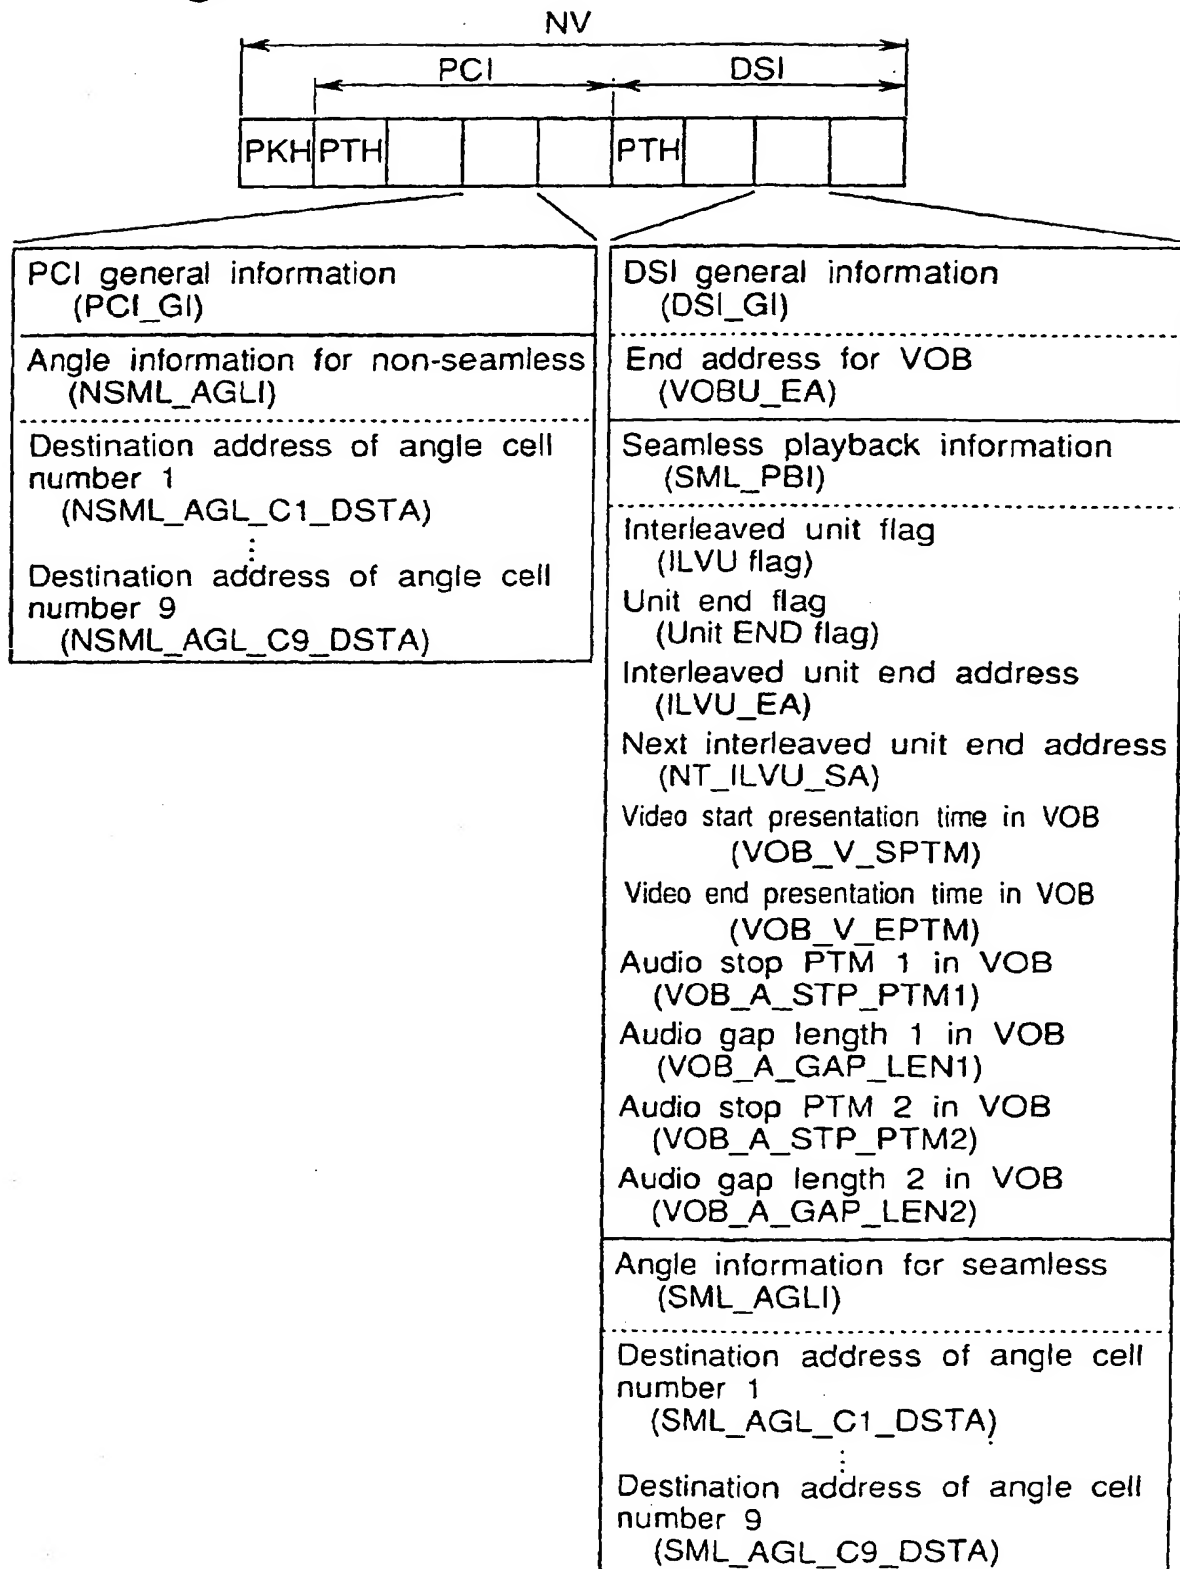 NV
PCI DSI
PKH PTH PTH
PCI general information
(PCI_GI)
Angle information for non-seamless
(NSML_AGLI)
Destination address of angle cell
number 1
(NSML_AGL_C1_DSTA)
Destination address of angle cell
number 9
(NSML_AGL_C9_DSTA)
DSI general information
(DSI_GI)
End address for VOB
(VOBU_EA)
Seamless playback information
(SML_PBI)
Interleaved unit flag
(ILVU flag)
Unit end flag
(Unit END flag)
Interleaved unit end address
(ILVU_EA)
Next interleaved unit end address
(NT_ILVU_SA)
Video start presentation time in VOB
(VOB_V_SPTM)
Video end presentation time in VOB
(VOB_V_EPTM)
Audio stop PTM 1 in VOB
(VOB_A_STP_PTM1)
Audio gap length 1 in VOB
(VOB_A_GAP_LEN1)
Audio stop PTM 2 in VOB
(VOB_A_STP_PTM2)
Audio gap length 2 in VOB
(VOB_A_GAP_LEN2)
Angle information for seamless
(SML_AGLI)
Destination address of angle cell
number 1
(SML_AGL_C1_DSTA)
Destination address of angle cell
number 9
(SML_AGL_C9_DSTA)